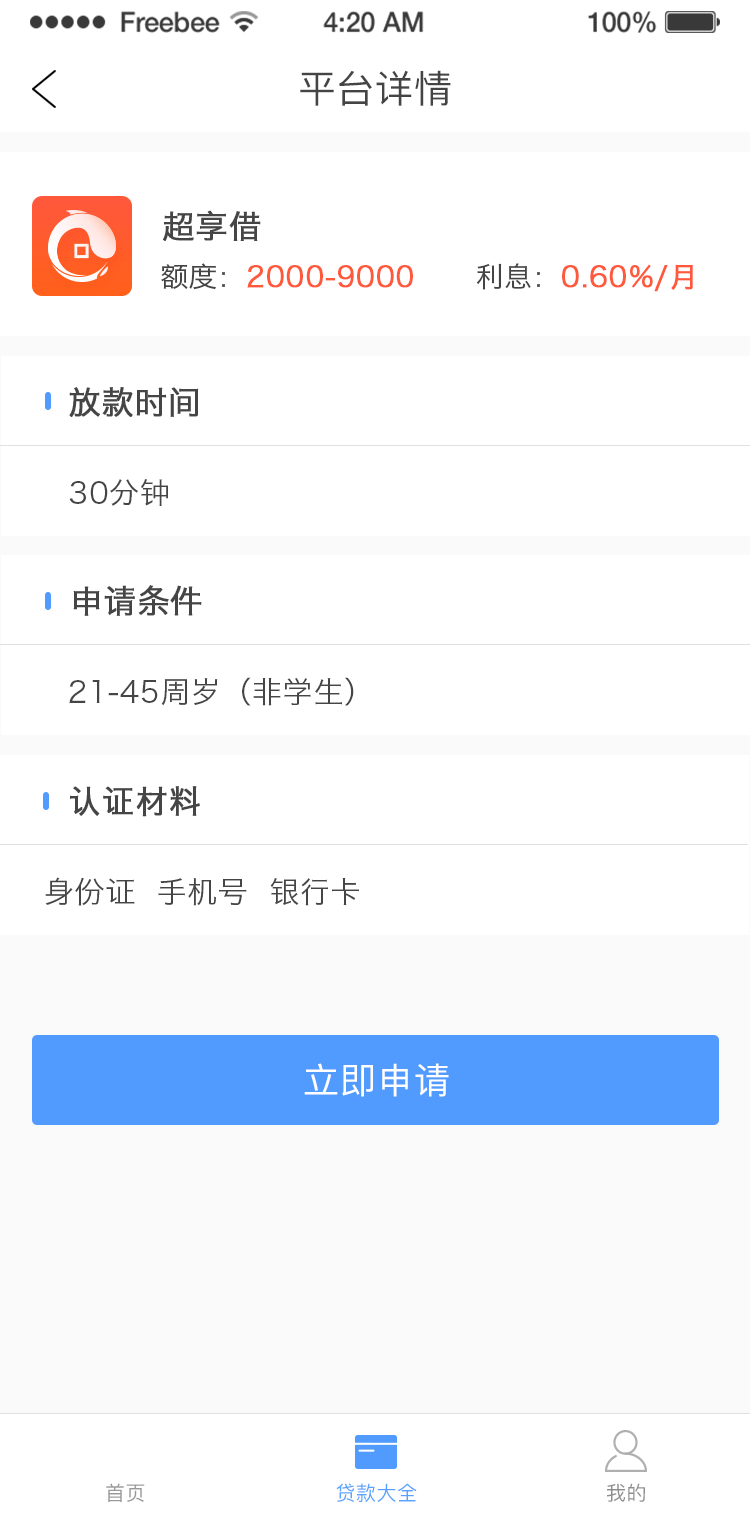 Freebee 4:20 AM 100%
平台详情
超享借
额度：2000-9000 利息：0.60%/月
放款时间
30分钟
申请条件
21-45周岁（非学生）
认证材料
身份证 手机号 银行卡
立即申请
首页 贷款大全 我的